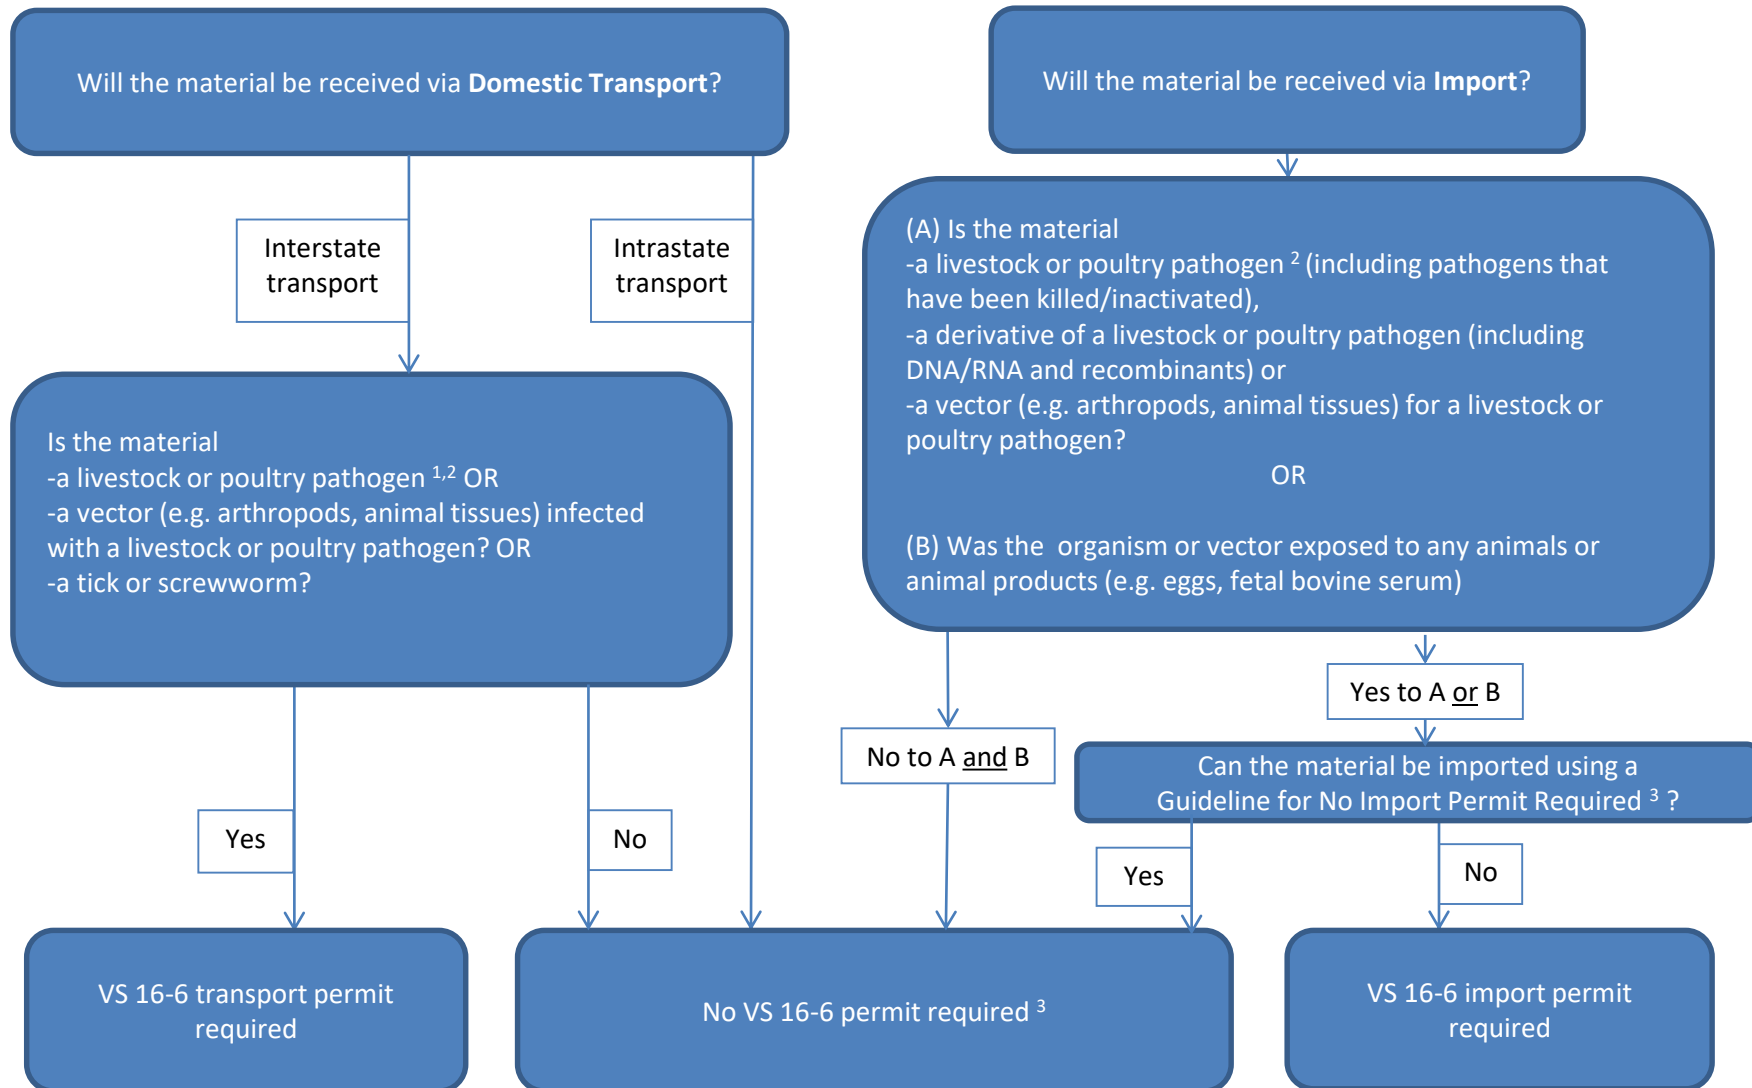 Will the material be received via Domestic Transport?
Interstate
transport
Intrastate
transport
Is the material
-a livestock or poultry pathogen 1,2 OR
-a vector (e.g. arthropods, animal tissues) infected
with a livestock or poultry pathogen? OR
-a tick or screwworm?
Yes
No
VS 16-6 transport permit
required
No VS 16-6 permit required 3
Will the material be received via Import?
(A) Is the material
-a livestock or poultry pathogen 2 (including pathogens that
have been killed/inactivated),
-a derivative of a livestock or poultry pathogen (including
DNA/RNA and recombinants) or
-a vector (e.g. arthropods, animal tissues) for a livestock or
poultry pathogen?
OR
(B) Was the organism or vector exposed to any animals or
animal products (e.g. eggs, fetal bovine serum)
No to A and B
Yes to A or B
Can the material be imported using a
Guideline for No Import Permit Required 3 ?
Yes
No
VS 16-6 import permit
required